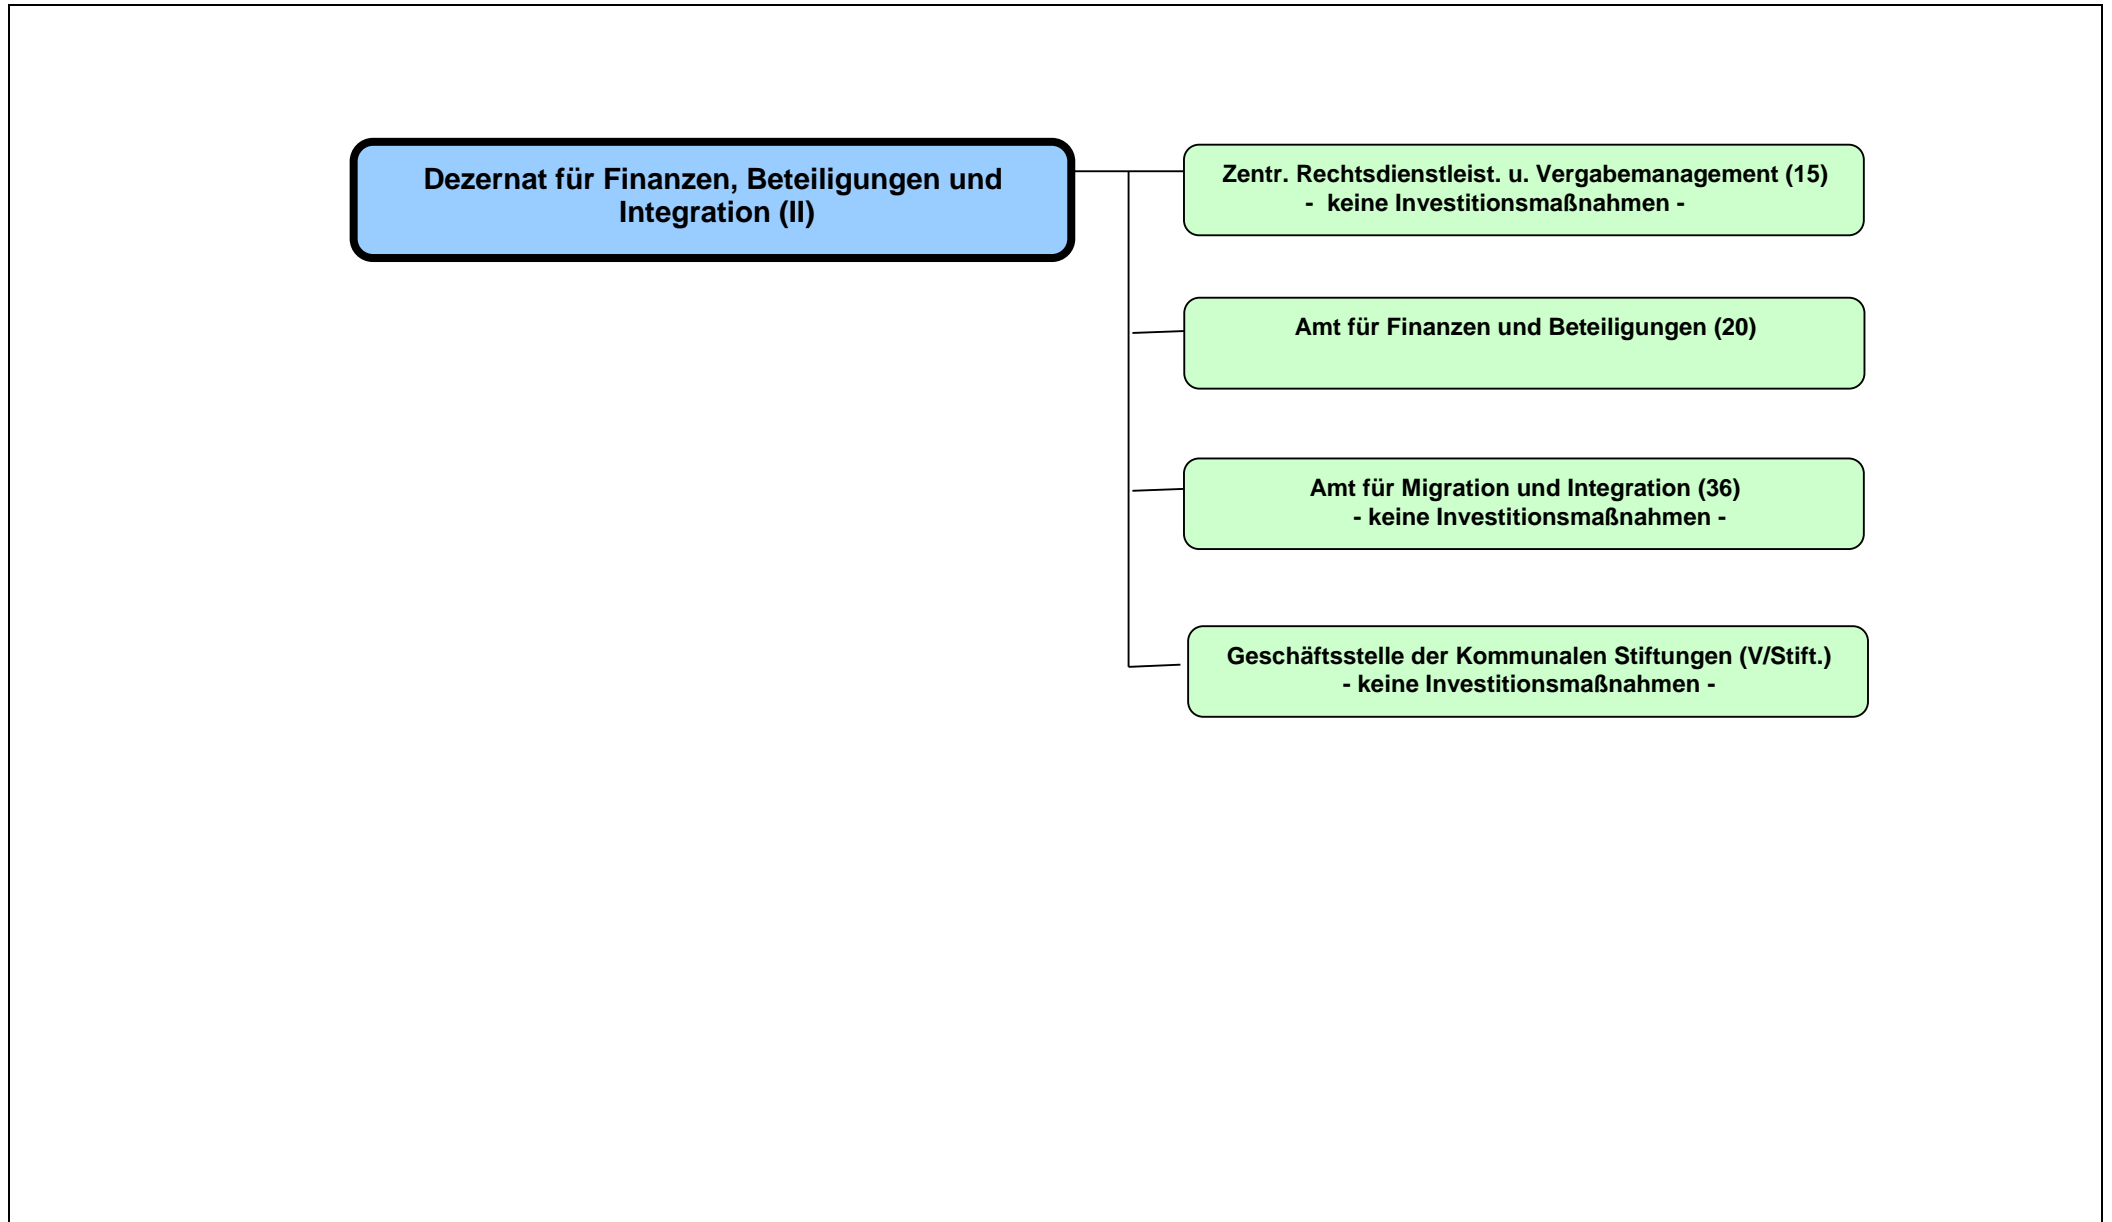 Dezernat für Finanzen, Beteiligungen und
Integration (II)
Zentr. Rechtsdienstleist. u. Vergabemanagement (15)
- keine Investitionsmaßnahmen -
Amt für Finanzen und Beteiligungen (20)
Amt für Migration und Integration (36)
- keine Investitionsmaßnahmen -
Geschäftsstelle der Kommunalen Stiftungen (V/Stift.)
- keine Investitionsmaßnahmen -